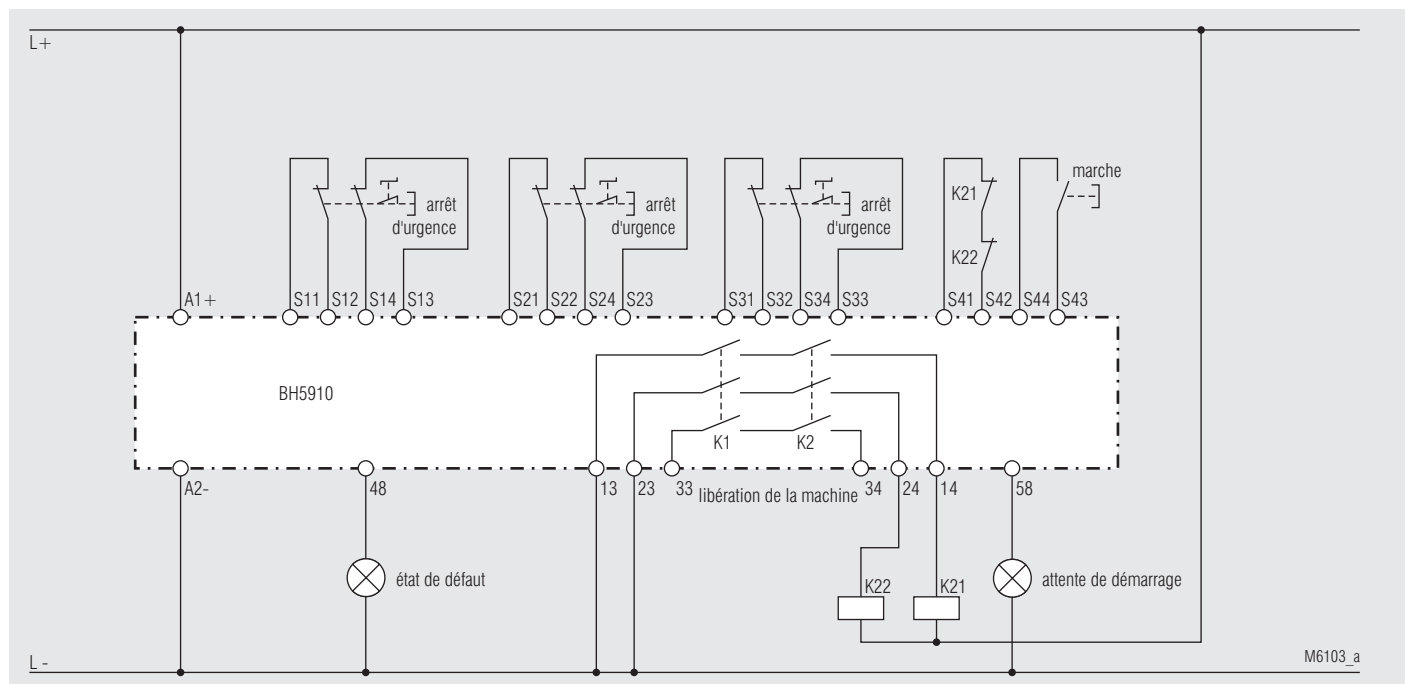 L+
marche
K21
arrêt
d'urgence
arrêt
d'urgence
arrêt
d'urgence
K22
A1+
S11
S12
S14
S13
S21
S22
S24
S23
S31
S32
S34
S33
S41
S42
S44
S43
BH5910
K1
K2
A2-
48
13
23
33
libération de la machine
34
24
14
58
état de défaut
K22
K21
attente de démarrage
L -
M6103_a